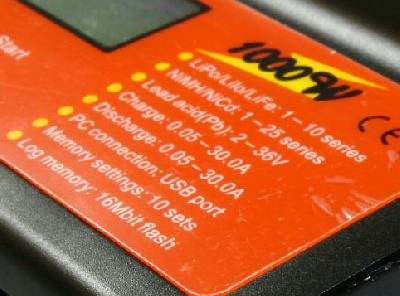 Start
1000W
LiPo/LiIo/LiFe: 1 – 10 series
NiMH/NiCd: 1 – 25 series
Lead acid(Pb): 2 – 36V
Charge: 0.05 – 30.0A
Discharge: 0.05 – 30.0A
PC connection: USB port
Memory settings: 10 sets
Log memory: 16Mbit flash
CE